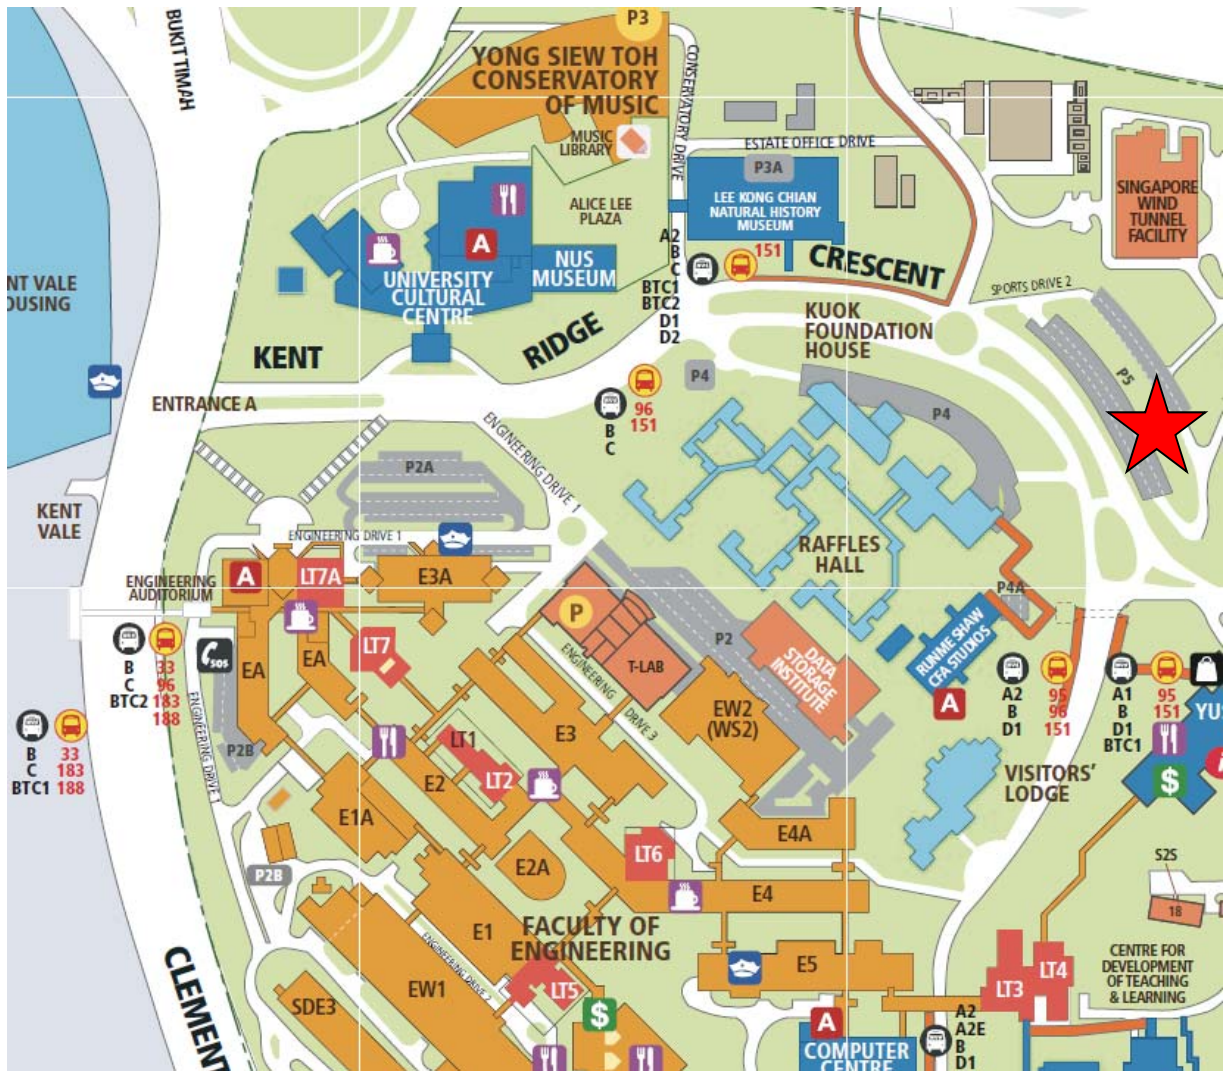 BUKIT TIMAH
P3
YONG SIEW TOH
CONSERVATORY
OF MUSIC
MUSIC
LIBRARY
CONSERVATORY DRIVE
ESTATE OFFICE DRIVE
P3A
LEE KONG CHIAN
NATURAL HISTORY
MUSEUM
SINGAPORE
WIND
TUNNEL
FACILITY
ALICE LEE
PLAZA
A
NUS
MUSEUM
UNIVERSITY
CULTURAL
CENTRE
A2
B
C
BTC1
BTC2
D1
D2
151
CRESCENT
NT VALE
OUSING
SPORTS DRIVE 2
KUOK
FOUNDATION
HOUSE
RIDGE
KENT
P4
P5
ENTRANCE A
96
151
B
C
P4
ENGINEERING DRIVE 1
P2A
KENT
VALE
ENGINEERING DRIVE 1
RAFFLES
HALL
ENGINEERING
AUDITORIUM
A
LT7A
E3A
P4A
P
P2
RUNME SHAW
CFA STUDIOS
T-LAB
DATA
STORAGE
INSTITUTE
B
C
BTC2
33
96
183
188
SOS
EA
EA
LT7
ENGINEERING
DRIVE 3
A2
B
D1
95
96
151
A1
B
D1
BTC1
95
151
A
YUS
B
C
BTC1
33
183
188
ENGINEERING DRIVE 1
P2B
EW2
(WS2)
E3
LT1
LT2
E2
$
VISITORS'
LODGE
E1A
E4A
LT6
E2A
P2B
S2S
18
E4
E1
FACULTY OF
ENGINEERING
ENGINEERING DRIVE 2
CENTRE FOR
DEVELOPMENT
OF TEACHING
& LEARNING
E5
LT4
LT3
LT5
EW1
SDE3
CLEMENT
$
A
COMPUTER
CENTRE
A2
A2E
B
D1